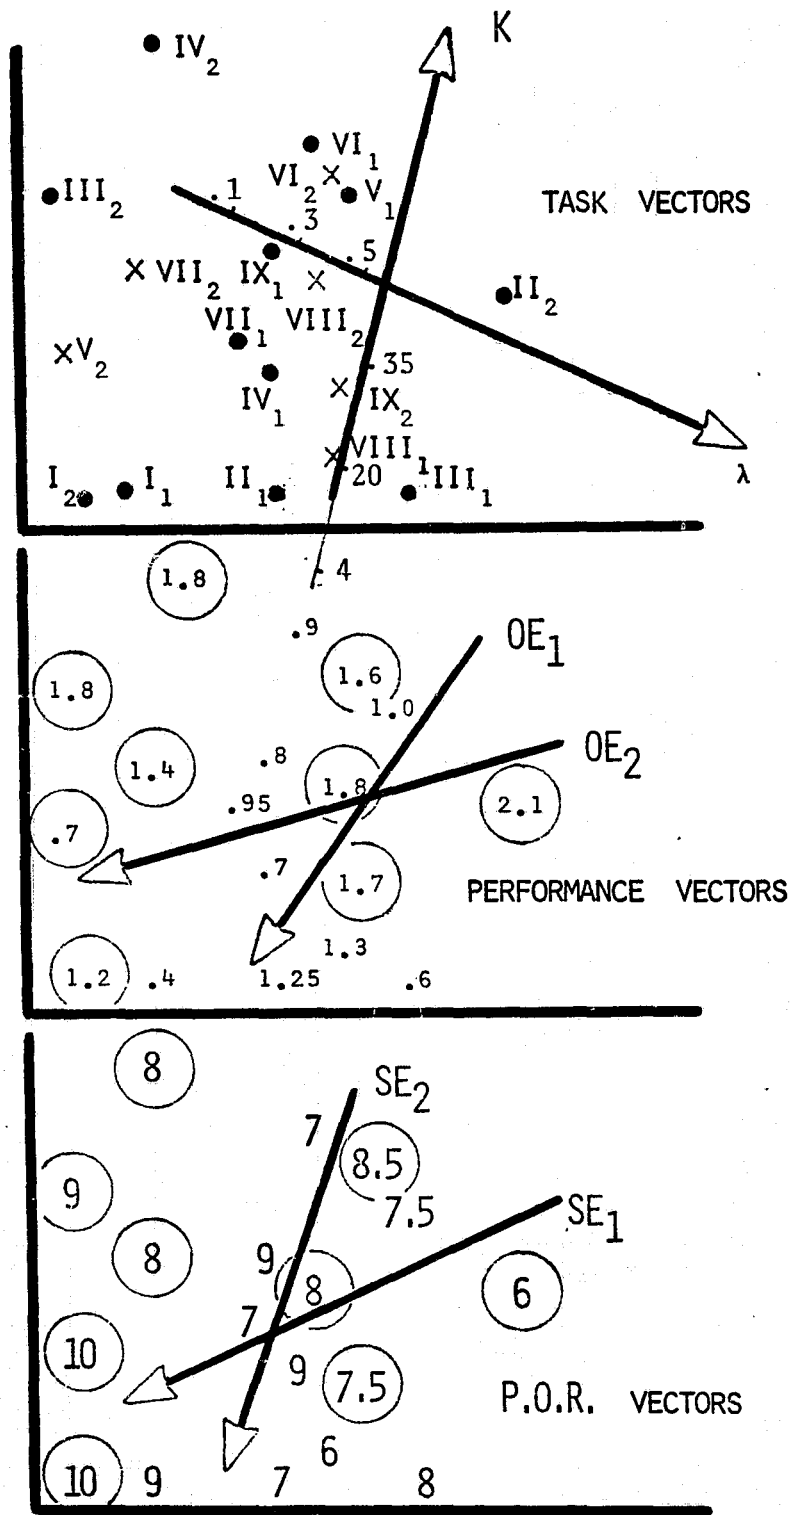 K
IV2
VI1
VI2
V1
III2
TASK VECTORS
.1
.3
.5
II2
VII2
IX1
VII1
VIII2
V2
.35
IV1
IX2
VIII1
.20
I2
I1
II1
III1
λ
.4
1.8
.9
OE1
1.6
1.8
1.0
OE2
.8
1.4
1.8
2.1
.95
.7
.7
1.7
PERFORMANCE VECTORS
1.3
1.2
.4
1.25
.6
8
SE2
7
8.5
9
7.5
SE1
9
8
8
6
7
10
9
7.5
P.O.R. VECTORS
6
10
9
7
8